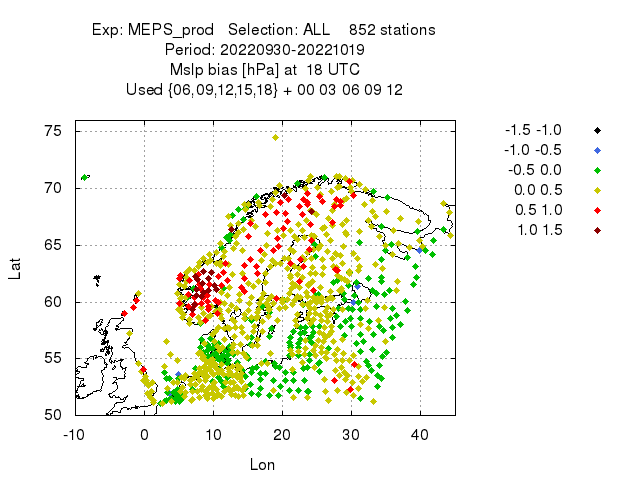 Exp: MEPS_prod   Selection: ALL    852 stations
Period: 20220930-20221019
Mslp bias [hPa] at  18 UTC
Used {06,09,12,15,18} + 00 03 06 09 12
75
70
65
60
55
50
Lat
-10 0 10 20 30 40
Lon
-1.5 -1.0
-1.0 -0.5
-0.5 0.0
0.0 0.5
0.5 1.0
1.0 1.5